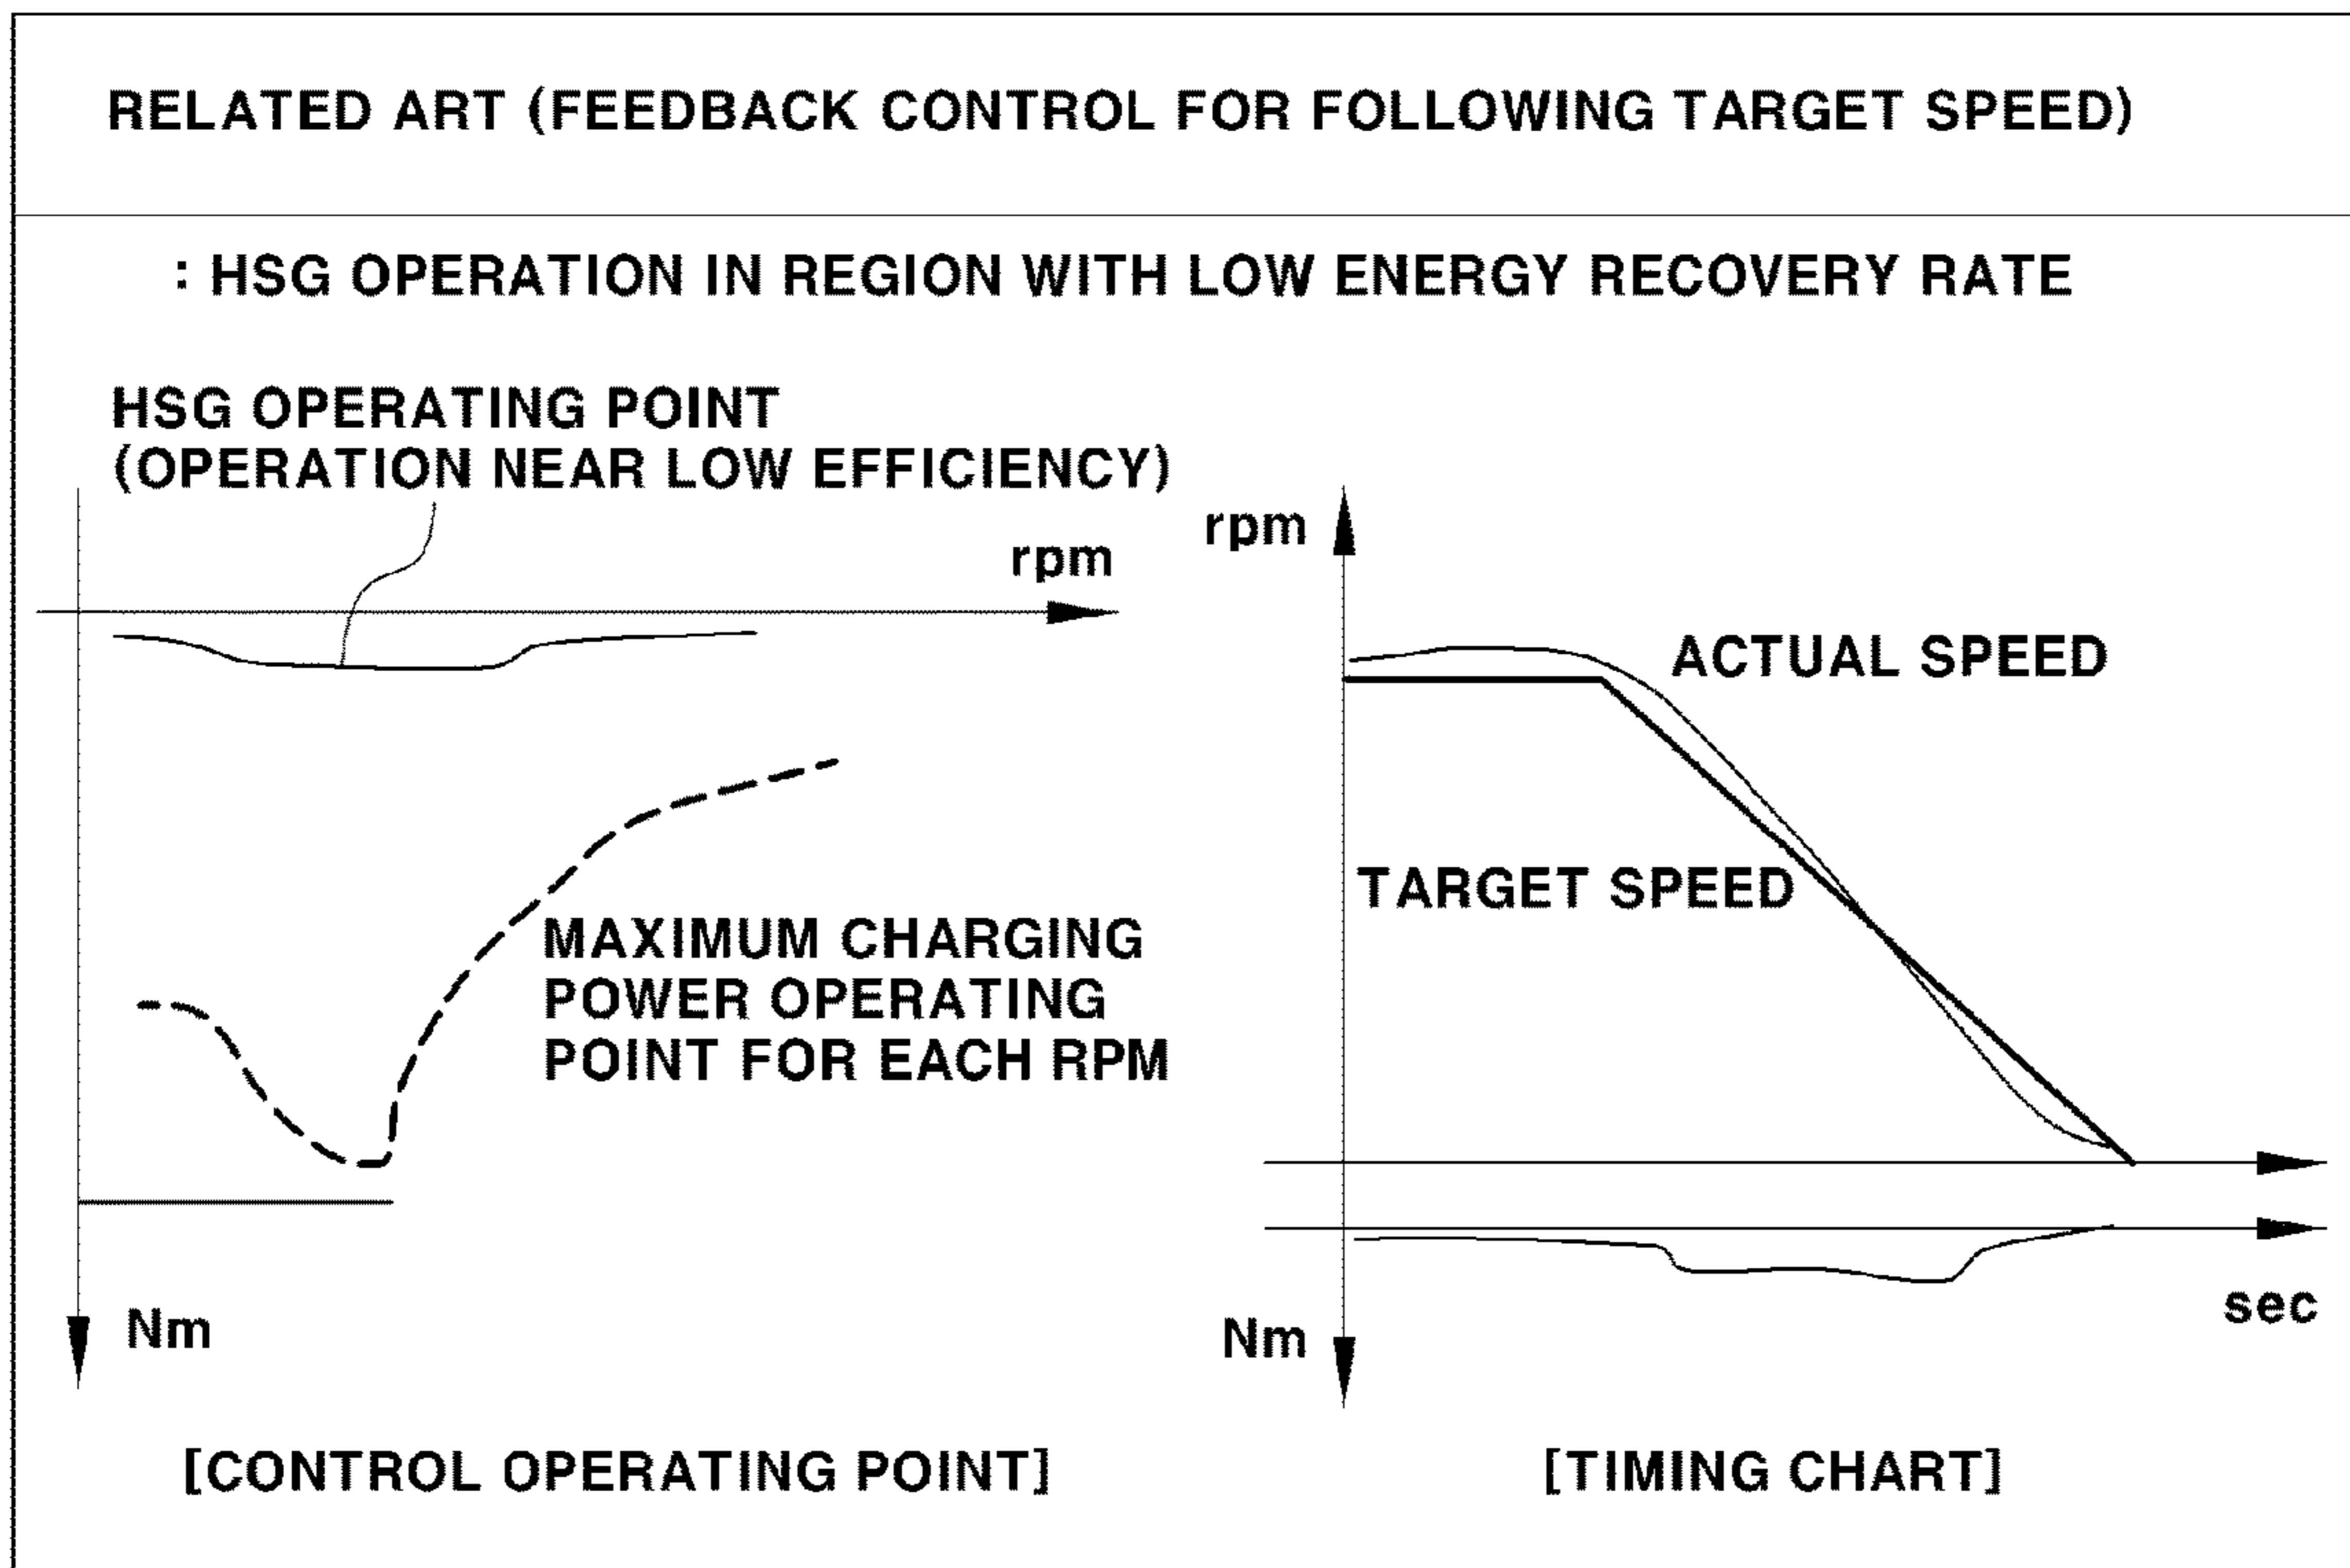 RELATED ART (FEEDBACK CONTROL FOR FOLLOWING TARGET SPEED)
: HSG OPERATION IN REGION WITH LOW ENERGY RECOVERY RATE
HSG OPERATING POINT
(OPERATION NEAR LOW EFFICIENCY)
rpm
MAXIMUM CHARGING
POWER OPERATING
POINT FOR EACH RPM
Nm
[CONTROL OPERATING POINT]
rpm
ACTUAL SPEED
TARGET SPEED
sec
Nm
[TIMING CHART]